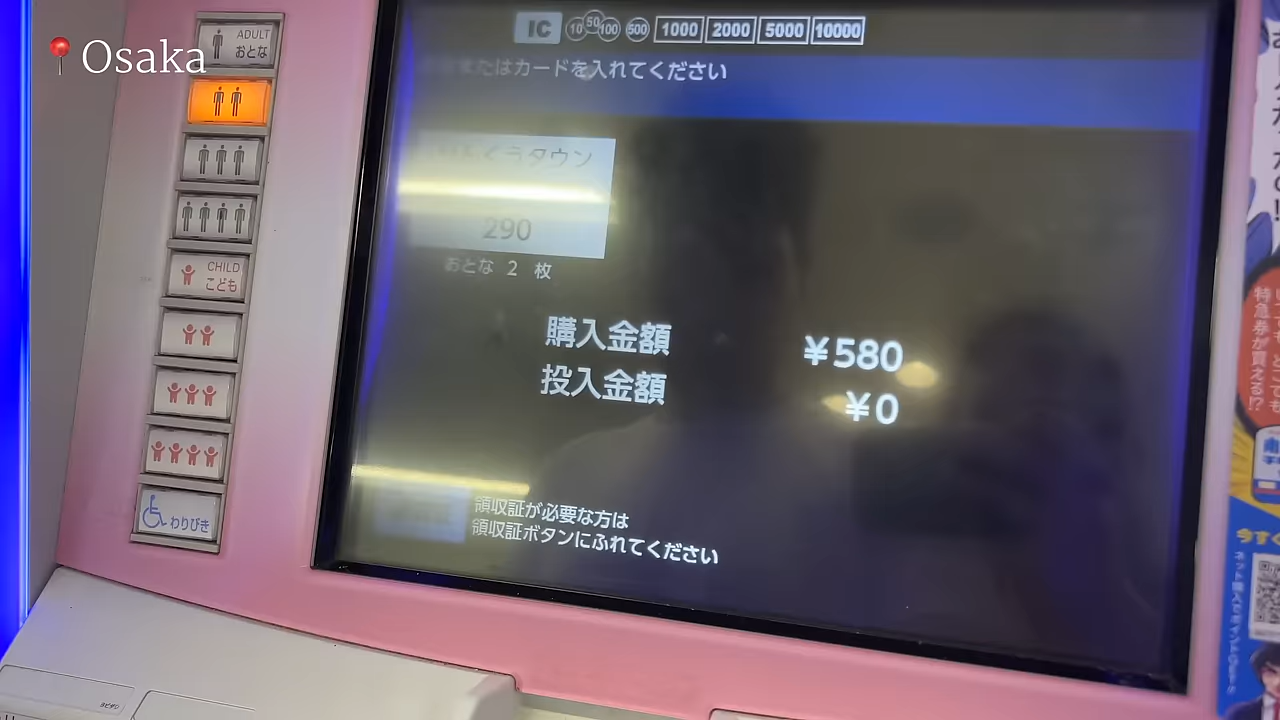 Osaka
ADULT
おとな
CHILD
こども
わりびき
IC 10 50 100 500 1000 2000 5000 10000
またはカードを入れてください
りんくうタウン
290
おとな 2 枚
購入金額 ¥580
投入金額 ¥0
領収証が必要な方は
領収証ボタンにふれてください
特急券が買える!?
今すぐ